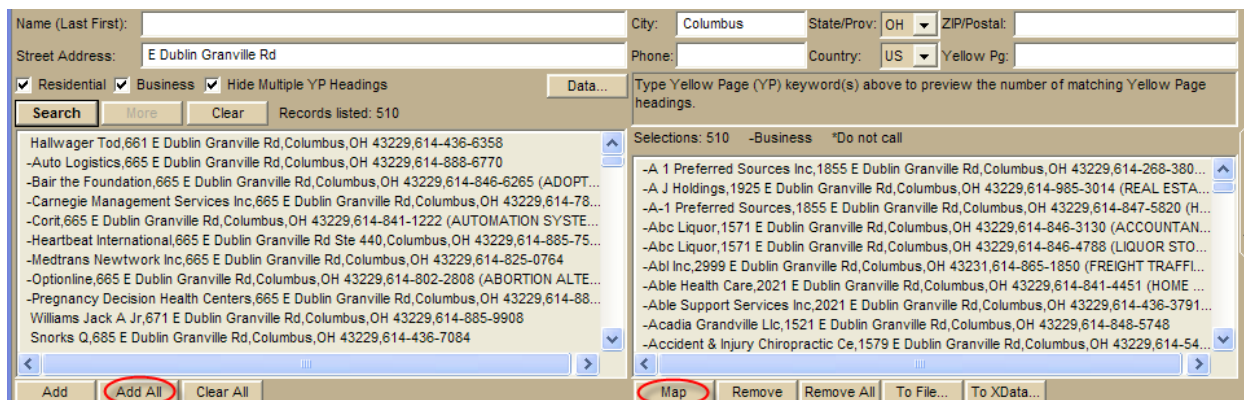 Name (Last First):
City: Columbus State/Prov: OH ZIP/Postal:
Street Address: E Dublin Granville Rd
Phone: Country: US Yellow Pg:
Residential Business Hide Multiple YP Headings Data...
Type Yellow Page (YP) keyword(s) above to preview the number of matching Yellow Page
headings.
Search More Clear Records listed: 510
Selections: 510 -Business *Do not call
Hallwager Tod,661 E Dublin Granville Rd,Columbus,OH 43229,614-436-6358
-Auto Logistics,665 E Dublin Granville Rd,Columbus,OH 43229,614-888-6770
-Bair the Foundation,665 E Dublin Granville Rd,Columbus,OH 43229,614-846-6265 (ADOPT...
-Carnegie Management Services Inc,665 E Dublin Granville Rd,Columbus,OH 43229,614-78...
-Corit,665 E Dublin Granville Rd,Columbus,OH 43229,614-841-1222 (AUTOMATION SYSTE...
-Heartbeat International,665 E Dublin Granville Rd Ste 440,Columbus,OH 43229,614-885-75...
-Medtrans Newtwork Inc,665 E Dublin Granville Rd,Columbus,OH 43229,614-825-0764
-Optionline,665 E Dublin Granville Rd,Columbus,OH 43229,614-802-2808 (ABORTION ALTE...
-Pregnancy Decision Health Centers,665 E Dublin Granville Rd,Columbus,OH 43229,614-88...
Williams Jack A Jr,671 E Dublin Granville Rd,Columbus,OH 43229,614-885-9908
Snorks Q,685 E Dublin Granville Rd,Columbus,OH 43229,614-436-7084
-A 1 Preferred Sources Inc,1855 E Dublin Granville Rd,Columbus,OH 43229,614-268-380...
-A J Holdings,1925 E Dublin Granville Rd,Columbus,OH 43229,614-985-3014 (REAL ESTA...
-A-1 Preferred Sources,1855 E Dublin Granville Rd,Columbus,OH 43229,614-847-5820 (H...
-Abc Liquor,1571 E Dublin Granville Rd,Columbus,OH 43229,614-846-3130 (ACCOUNTAN...
-Abc Liquor,1571 E Dublin Granville Rd,Columbus,OH 43229,614-846-4788 (LIQUOR STO...
-Abl Inc,2999 E Dublin Granville Rd,Columbus,OH 43231,614-865-1850 (FREIGHT TRAFFI...
-Able Health Care,2021 E Dublin Granville Rd,Columbus,OH 43229,614-841-4451 (HOME ...
-Able Support Services Inc,2021 E Dublin Granville Rd,Columbus,OH 43229,614-436-3791...
-Acadia Grandville Llc,1521 E Dublin Granville Rd,Columbus,OH 43229,614-848-5748
-Accident & Injury Chiropractic Ce,1579 E Dublin Granville Rd,Columbus,OH 43229,614-54...
Add Add All Clear All
Map Remove Remove All To File... To XData...